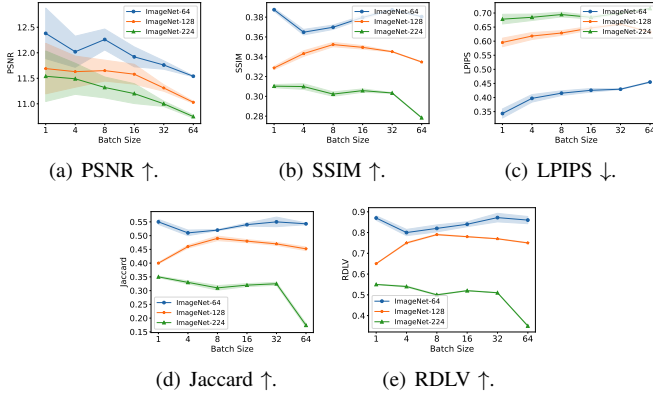 ImageNet-64
ImageNet-128
ImageNet-224
PSNR
12.5
12.0
11.5
11.0
1 4 8 16 32 64
Batch Size
(a) PSNR ↑.
ImageNet-64
ImageNet-128
ImageNet-224
SSIM
0.38
0.36
0.34
0.32
0.30
0.28
1 4 8 16 32 64
Batch Size
(b) SSIM ↑.
ImageNet-64
ImageNet-128
ImageNet-224
LPIPS
0.70
0.65
0.60
0.55
0.50
0.45
0.40
0.35
1 4 8 16 32 64
Batch Size
(c) LPIPS ↓.
Jaccard
0.55
0.50
0.45
0.40
0.35
0.30
0.25
0.20
0.15
ImageNet-64
ImageNet-128
ImageNet-224
1 4 8 16 32 64
Batch Size
(d) Jaccard ↑.
RDLV
0.9
0.8
0.7
0.6
0.5
0.4
ImageNet-64
ImageNet-128
ImageNet-224
1 4 8 16 32 64
Batch Size
(e) RDLV ↑.